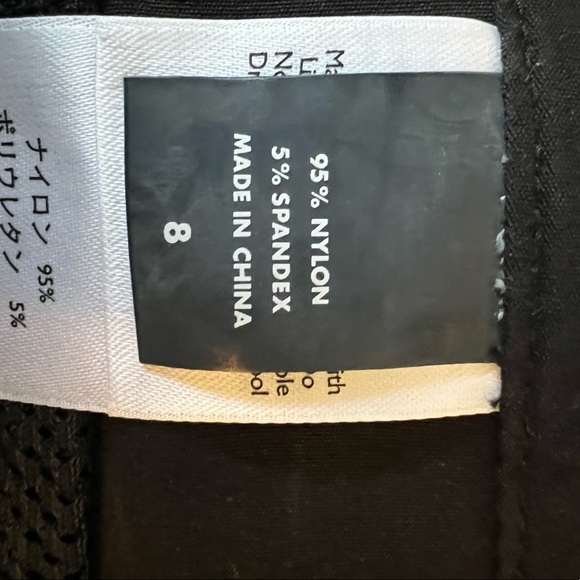 95% NYLON
5% SPANDEX
MADE IN CHINA
8
ナイロン 95%
ポリウレタン 5%